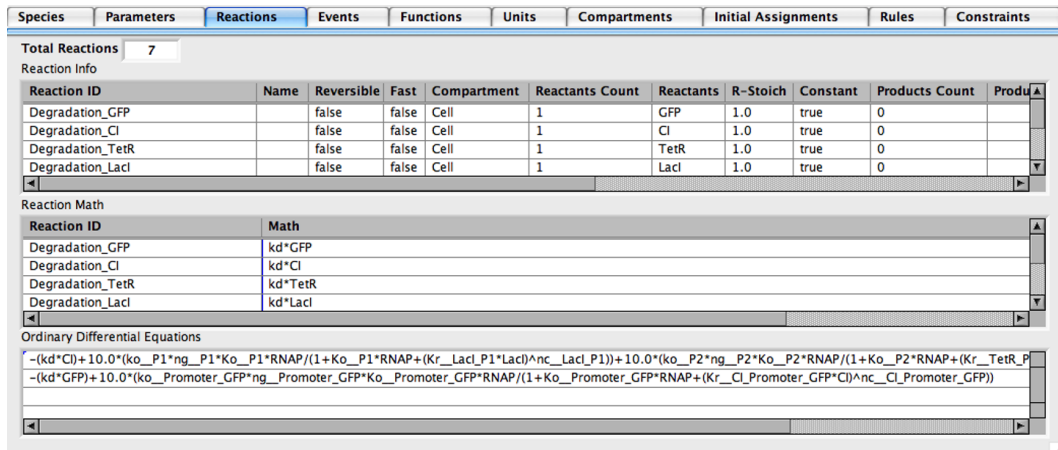 Species Parameters Reactions Events Functions Units Compartments Initial Assignments Rules Constraints
Total Reactions 7
Reaction Info
Reaction ID Name Reversible Fast Compartment Reactants Count Reactants R-Stoich Constant Products Count Produ
Degradation_GFP false false Cell 1 GFP 1.0 true 0
Degradation_CI false false Cell 1 CI 1.0 true 0
Degradation_TetR false false Cell 1 TetR 1.0 true 0
Degradation_LacI false false Cell 1 LacI 1.0 true 0
Reaction Math
Reaction ID Math
Degradation_GFP kd*GFP
Degradation_CI kd*CI
Degradation_TetR kd*TetR
Degradation_LacI kd*LacI
Ordinary Differential Equations
-(kd*CI)+10.0*(ko__P1*ng__P1*Ko__P1*RNAP/(1+Ko__P1*RNAP+(Kr__LacI_P1*LacI)^nc__LacI_P1))+10.0*(ko__P2*ng__P2*Ko__P2*RNAP/(1+Ko__P2*RNAP+(Kr__TetR_P
-(kd*GFP)+10.0*(ko__Promoter_GFP*ng__Promoter_GFP*Ko__Promoter_GFP*RNAP/(1+Ko__Promoter_GFP*RNAP+(Kr__CI_Promoter_GFP*CI)^nc__CI_Promoter_GFP))